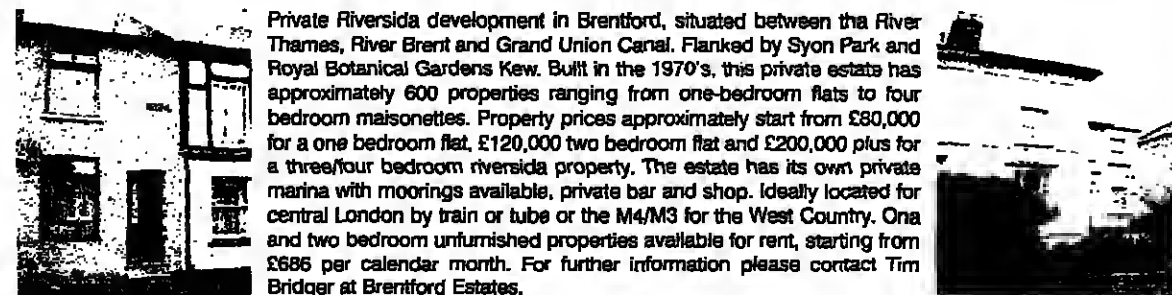 Private Riversida development in Brentford, situated between tha River
Thames, River Brent and Grand Union Canal. Flanked by Syon Park and
Royal Botanical Gardens Kew. Built in the 1970's, this private estate has
approximately 600 properties ranging from one-bedroom flats to four
bedroom maisonettes. Property prices approximately start from £80,000
for a one bedroom flat, £120,000 two bedroom flat and £200,000 plus for
a three/four bedroom riversida property. The estate has its own private
marina with moorings available, private bar and shop. Ideally located for
central London by train or tube or the M4/M3 for the West Country. Ona
and two bedroom unfurnished properties available for rent, starting from
£686 per calendar month. For further information please contact Tim
Bridger at Brentford Estates.